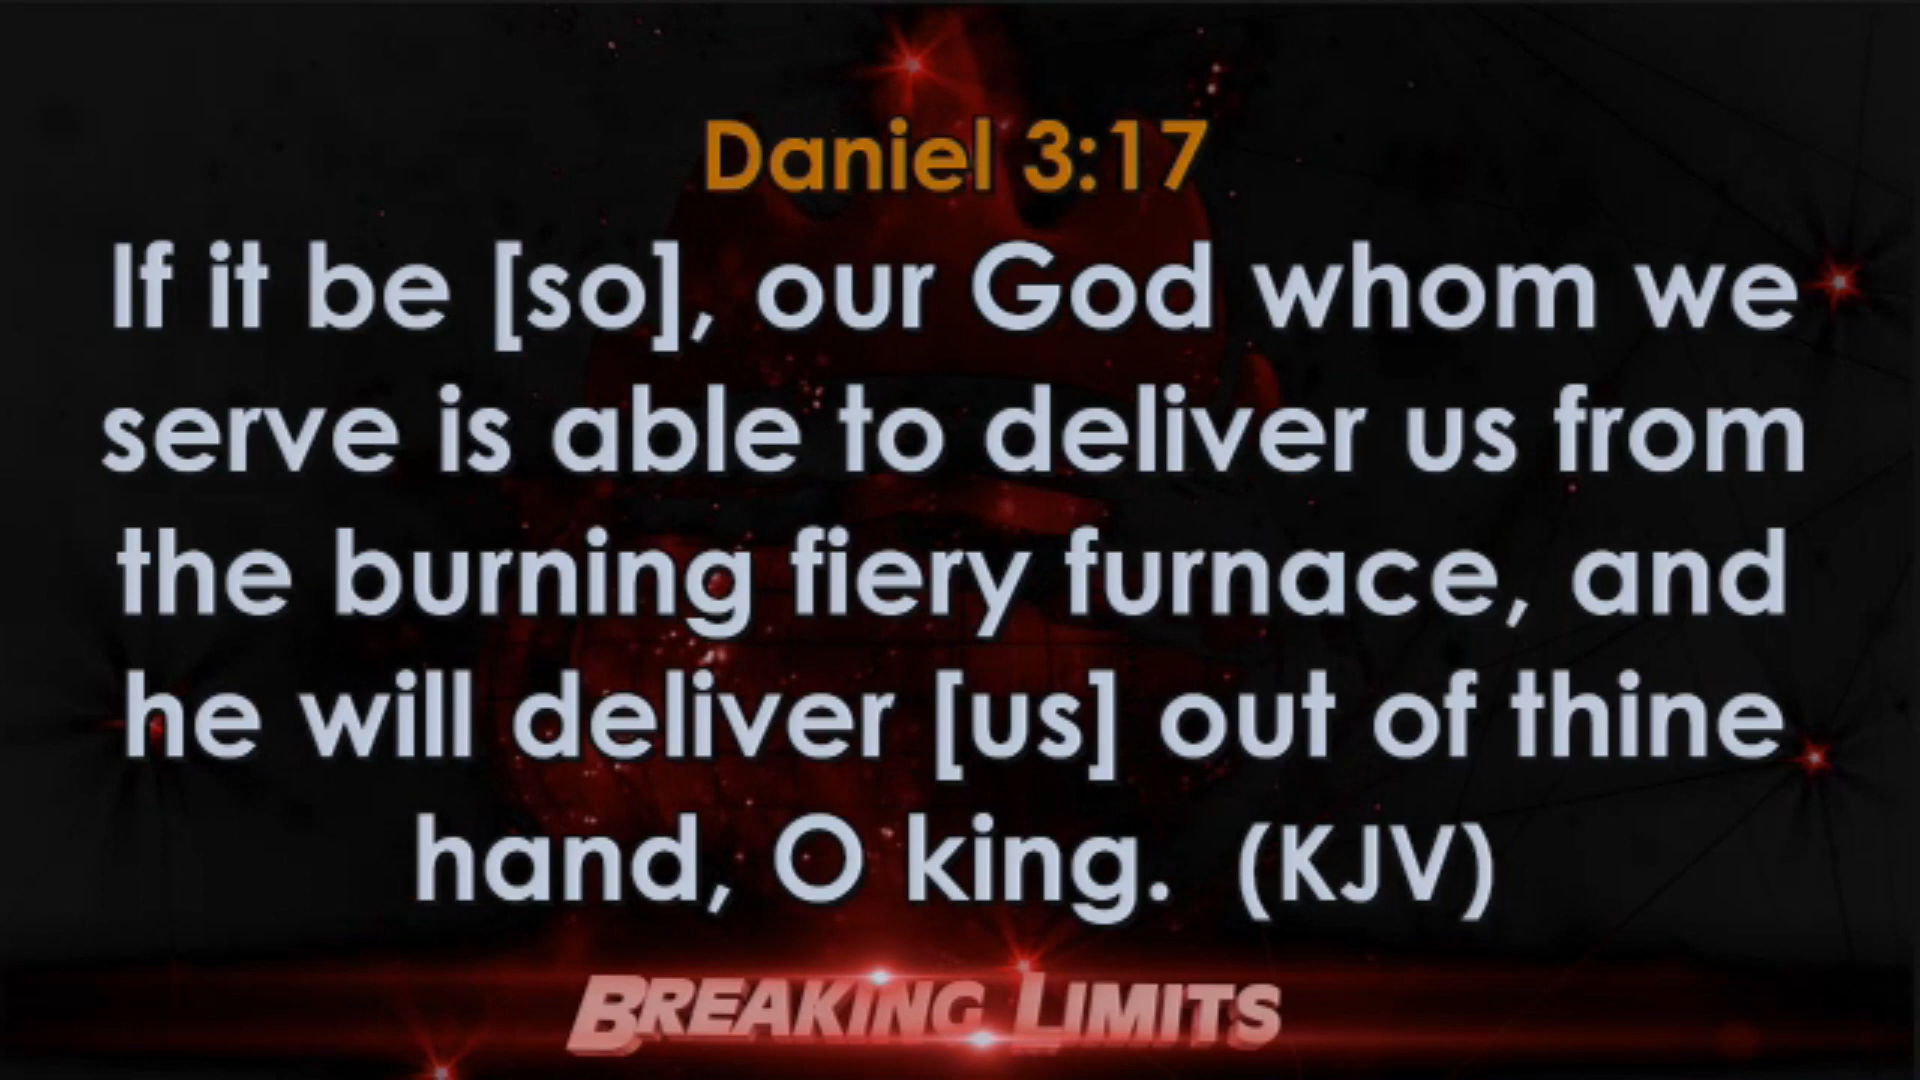 Daniel 3:17
If it be [so], our God whom we
serve is able to deliver us from
the burning fiery furnace, and
he will deliver [us] out of thine
hand, O king.  (KJV)
BREAKING LIMITS